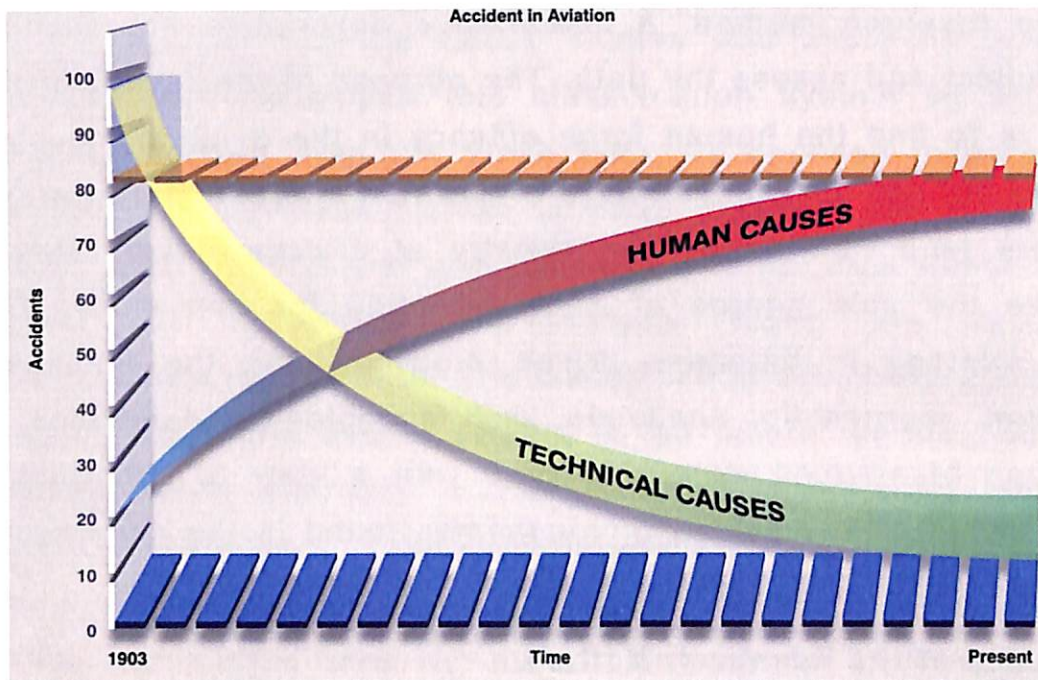 Accident in Aviation
100
90
80
70
60
50
40
30
20
10
0
Accidents
HUMAN CAUSES
TECHNICAL CAUSES
1903
Time
Present